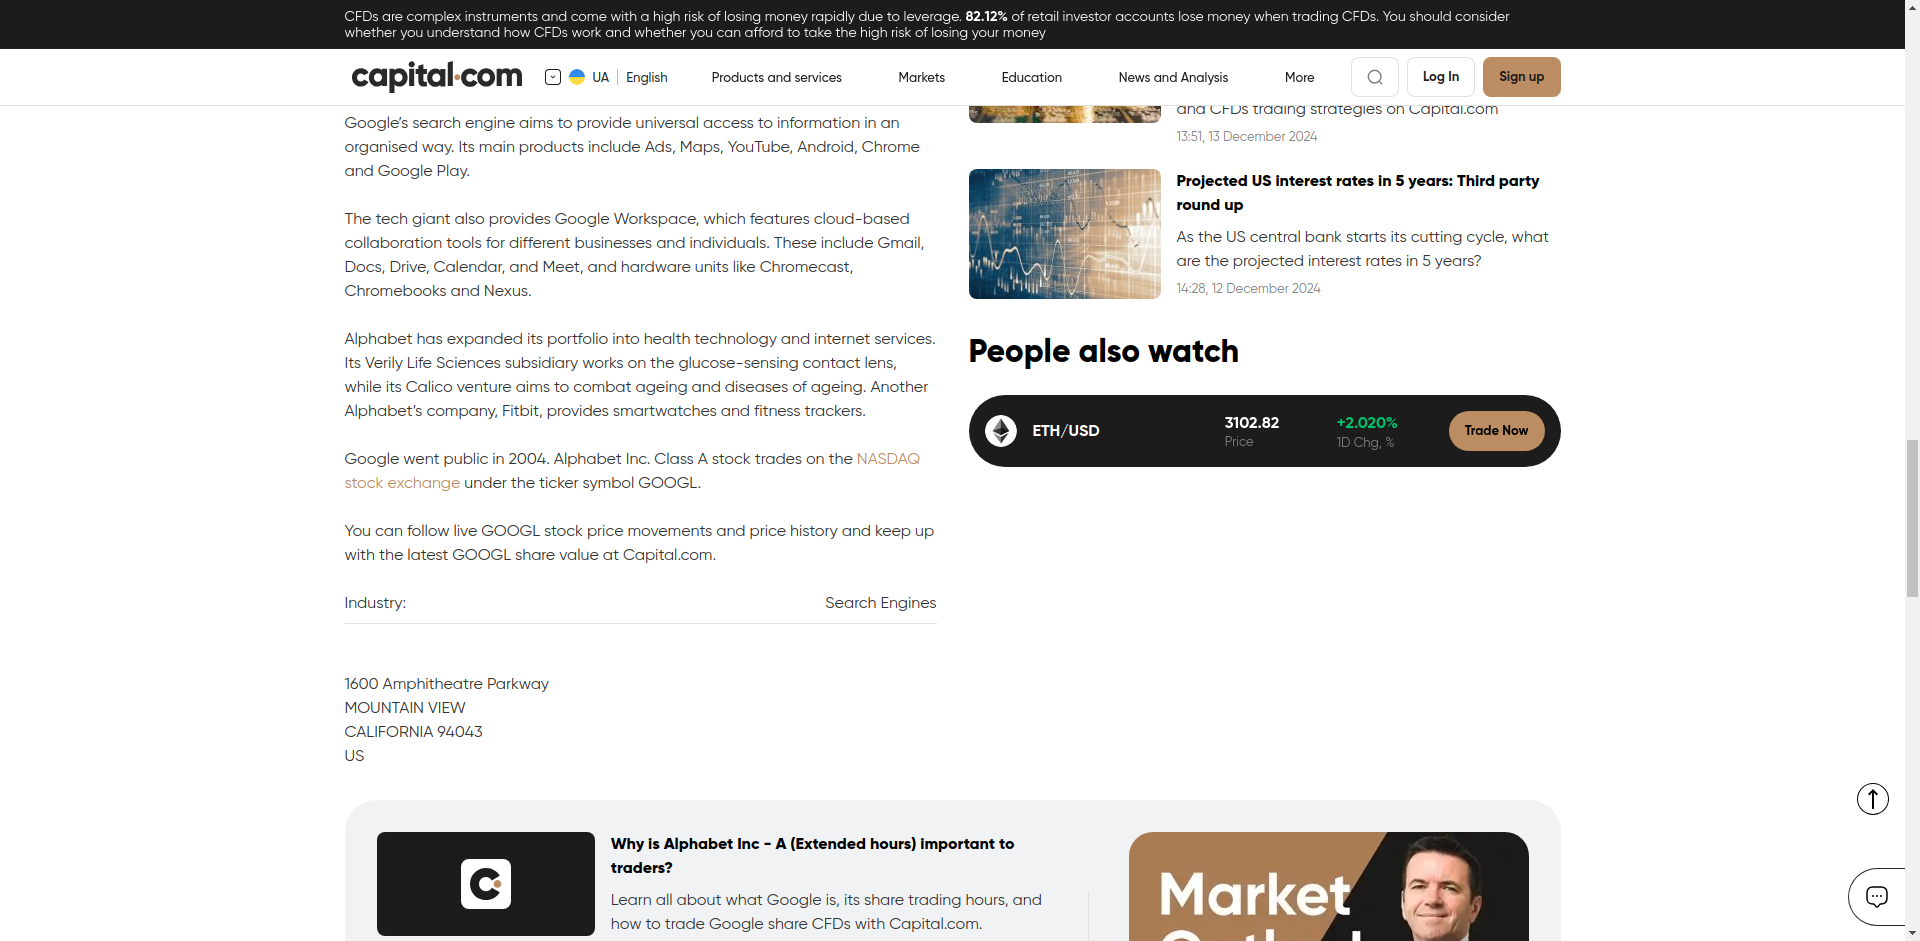 CFDs are complex instruments and come with a high risk of losing money rapidly due to leverage. 82.12% of retail investor accounts lose money when trading CFDs. You should consider
whether you understand how CFDs work and whether you can afford to take the high risk of losing your money
capital.com
UA
English
Products and services
Markets
Education
News and Analysis
More
Log In
Sign up
Google’s search engine aims to provide universal access to information in an
organised way. Its main products include Ads, Maps, YouTube, Android, Chrome
and Google Play.
The tech giant also provides Google Workspace, which features cloud-based
collaboration tools for different businesses and individuals. These include Gmail,
Docs, Drive, Calendar, and Meet, and hardware units like Chromecast,
Chromebooks and Nexus.
Alphabet has expanded its portfolio into health technology and internet services.
Its Verily Life Sciences subsidiary works on the glucose-sensing contact lens,
while its Calico venture aims to combat ageing and diseases of ageing. Another
Alphabet’s company, Fitbit, provides smartwatches and fitness trackers.
Google went public in 2004. Alphabet Inc. Class A stock trades on the NASDAQ
stock exchange under the ticker symbol GOOGL.
You can follow live GOOGL stock price movements and price history and keep up
with the latest GOOGL share value at Capital.com.
Industry:
Search Engines
1600 Amphitheatre Parkway
MOUNTAIN VIEW
CALIFORNIA 94043
US
and CFDs trading strategies on Capital.com
13:51, 13 December 2024
Projected US interest rates in 5 years: Third party
round up
As the US central bank starts its cutting cycle, what
are the projected interest rates in 5 years?
14:28, 12 December 2024
People also watch
ETH/USD
3102.82
Price
+2.020%
1D Chg, %
Trade Now
Why is Alphabet Inc - A (Extended hours) important to
traders?
Learn all about what Google is, its share trading hours, and
how to trade Google share CFDs with Capital.com.
Market